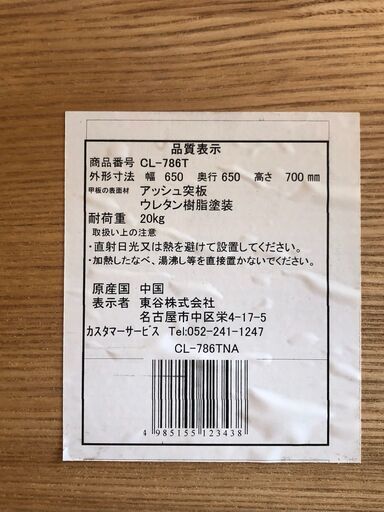 品質表示
商品番号 CL-786T
外形寸法 幅 650 奥行 650 高さ 700 mm
甲板の表面材 アッシュ突板
ウレタン樹脂塗装
耐荷重 20kg
取扱い上の注意
・直射日光又は熱を避けて設置してください。
・加熱したなべ、湯沸し等を直接置かないでください。
原産国 中国
表示者 東谷株式会社
名古屋市中区栄4-17-5
カスタマーサービス Tel:052-241-1247
CL-786TNA
4 985155 123438